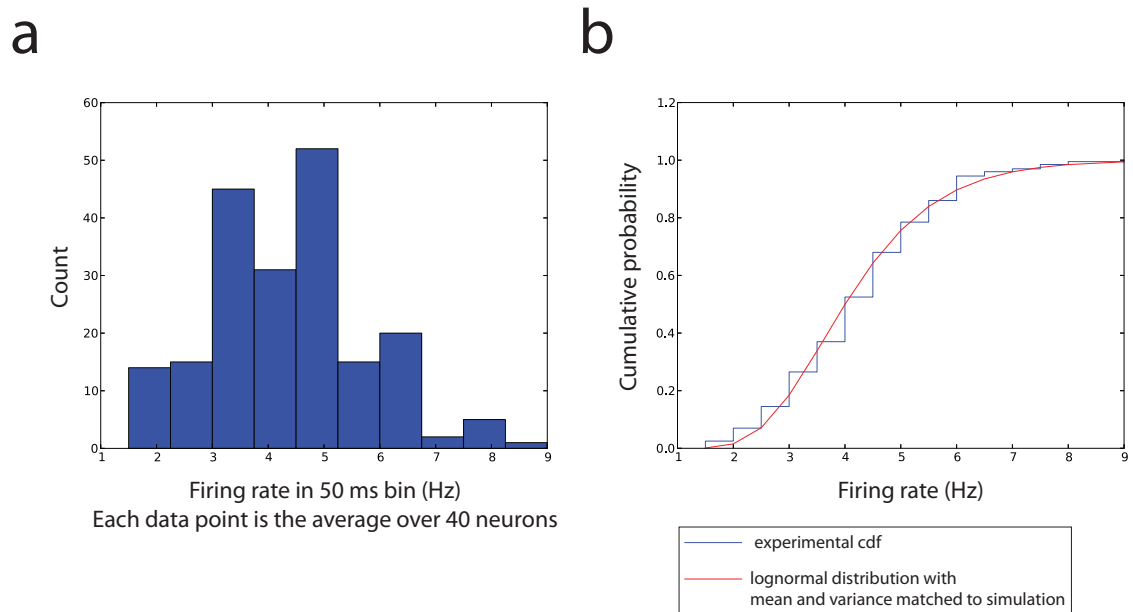 a
60
50
40
30
20
10
0
Count
1 2 3 4 5 6 7 8 9
Firing rate in 50 ms bin (Hz)
Each data point is the average over 40 neurons
b
1.2
1.0
0.8
0.6
0.4
0.2
0.0
Cumulative probability
1 2 3 4 5 6 7 8 9
Firing rate (Hz)
experimental cdf
lognormal distribution with
mean and variance matched to simulation